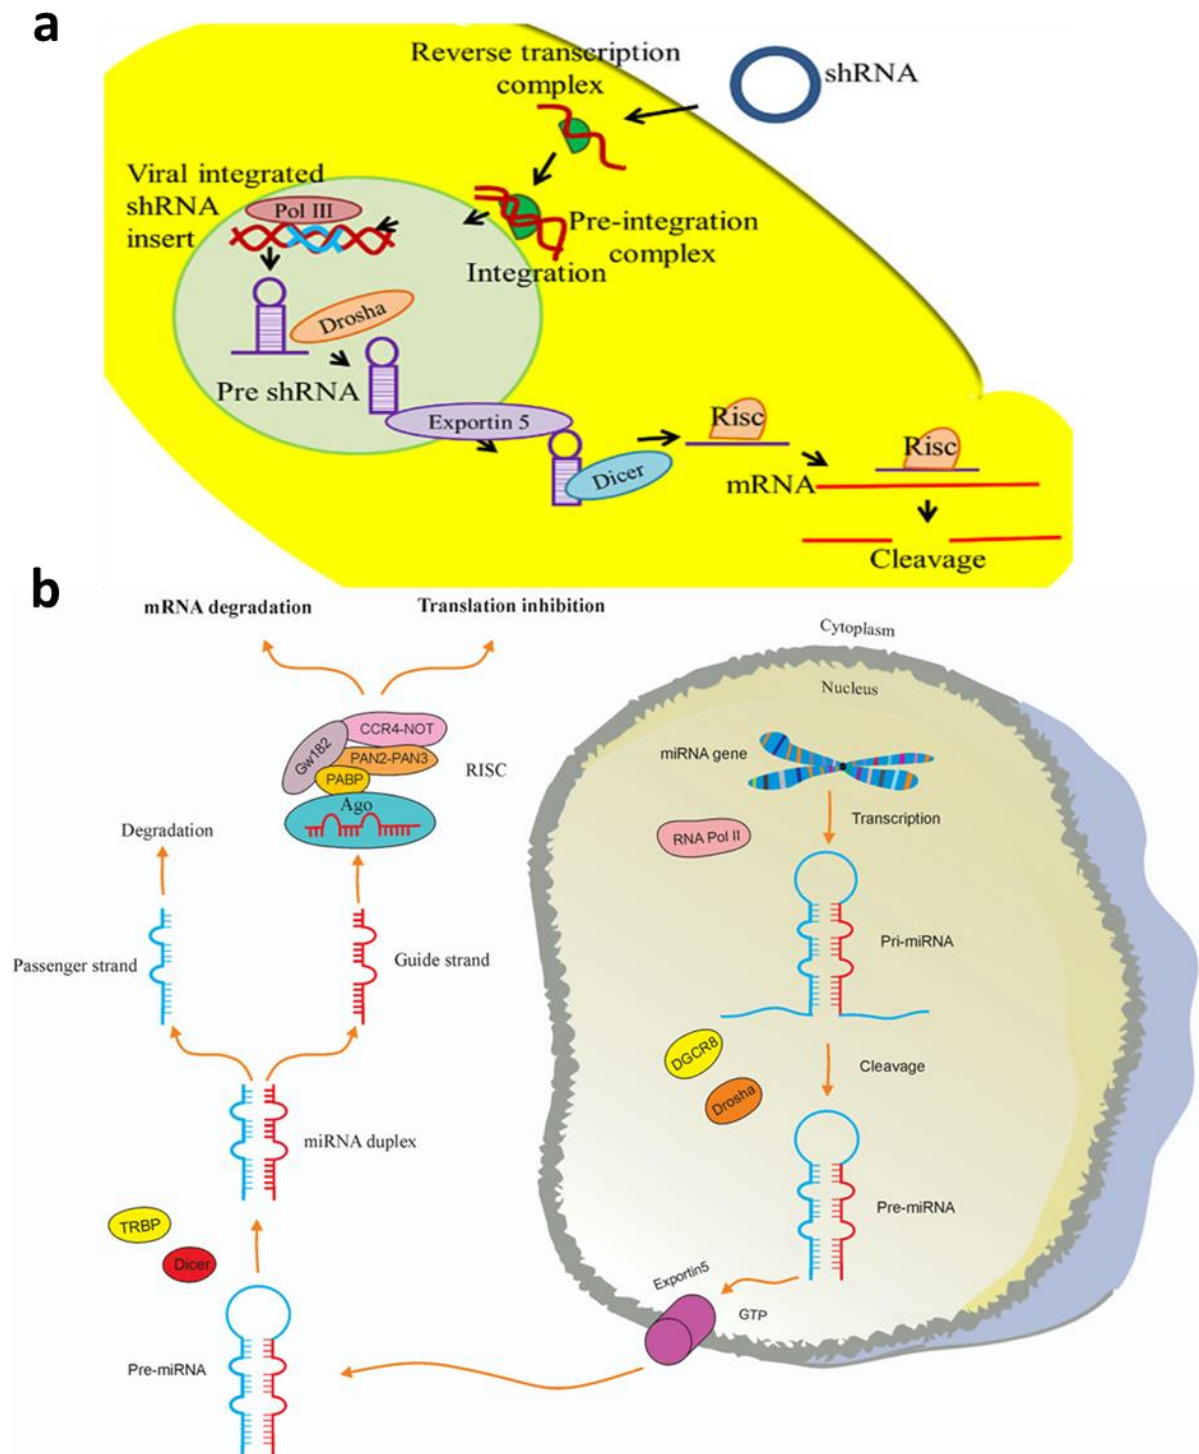 a
Reverse transcription
complex
shRNA
Viral integrated
shRNA
insert
Pol III
Pre-integration
complex
Integration
Drosha
Pre shRNA
Exportin 5
Dicer
Risc
mRNA
Risc
Cleavage
b
mRNA degradation
Translation inhibition
Cytoplasm
Nucleus
miRNA gene
CCR4-NOT
Gw182
PAN2-PAN3
PABP
RISC
Ago
Degradation
Transcription
RNA Pol II
Pri-miRNA
Passenger strand
Guide strand
DGCR8
Cleavage
Drosha
miRNA duplex
Pre-miRNA
TRBP
Dicer
Exportin5
GTP
Pre-miRNA